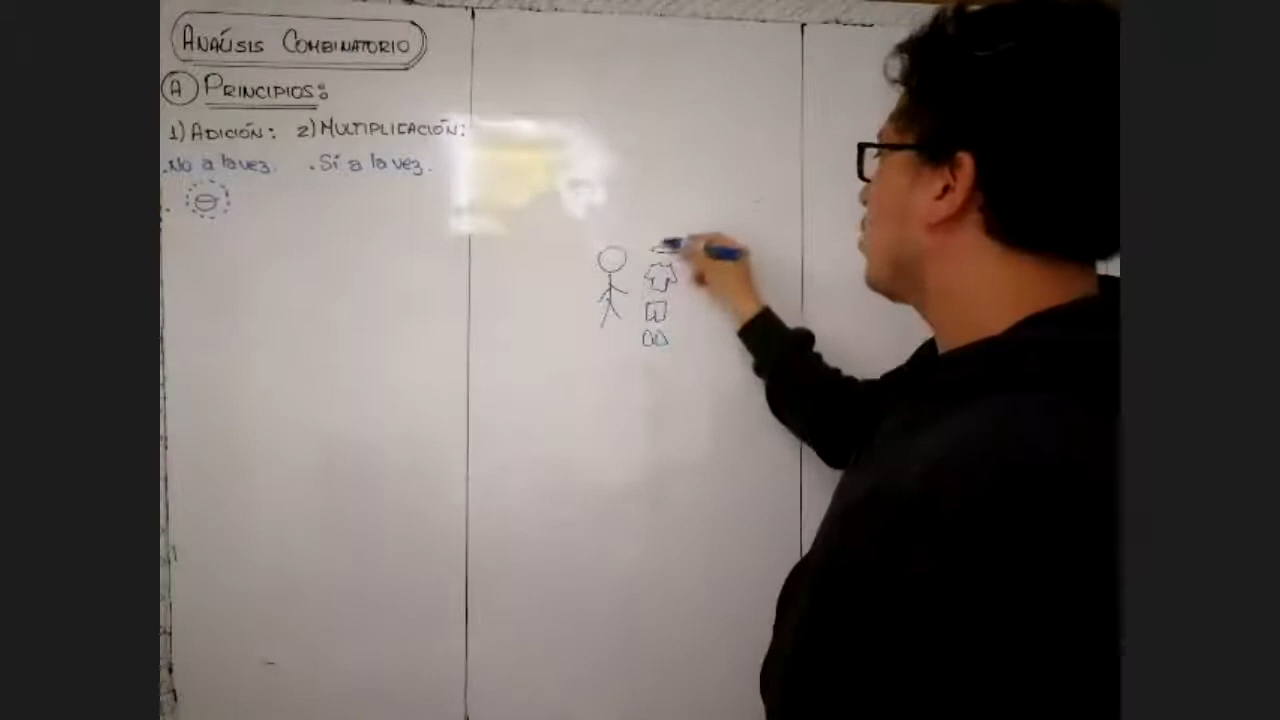 ANÁLISIS COMBINATORIO
A PRINCIPIOS:
1) ADICIÓN: 2) MULTIPLICACIÓN:
.No a la vez. .Sí a la vez.